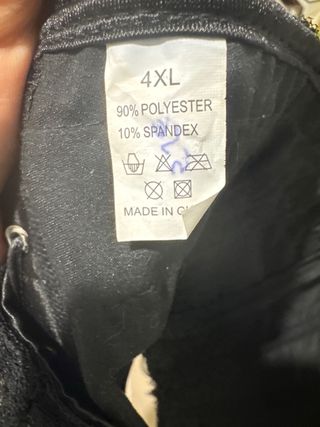 4XL
90% POLYESTER
10% SPANDEX
MADE IN